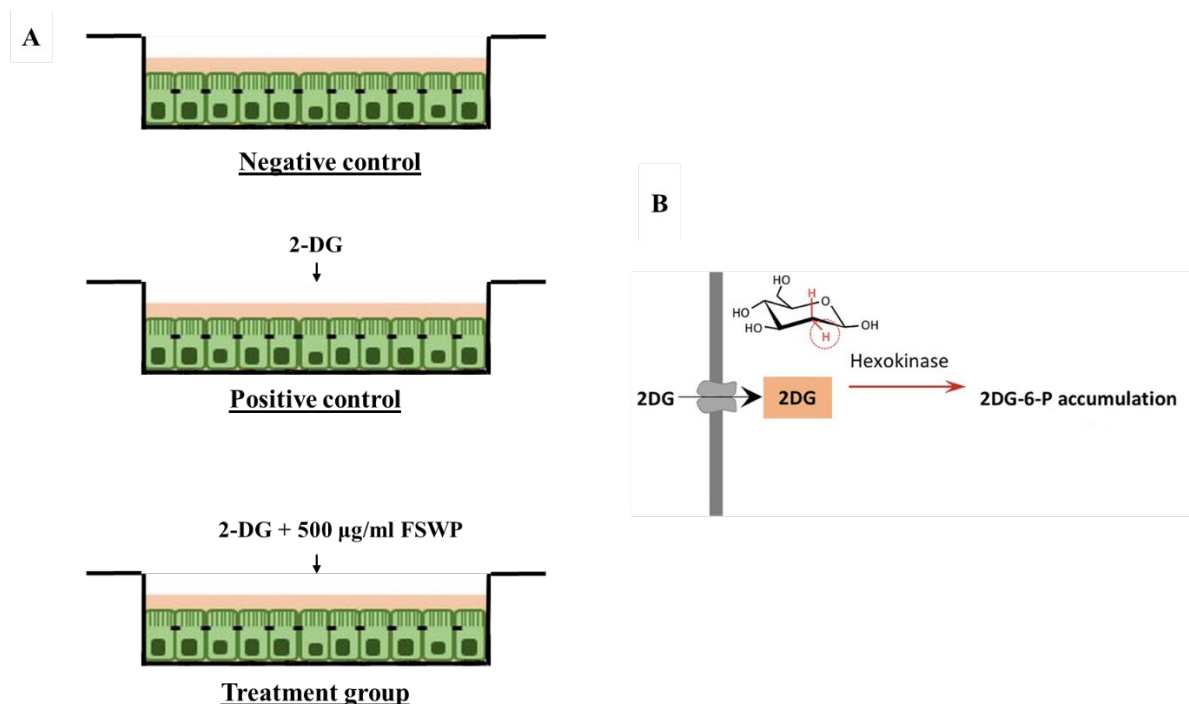 A
Negative control
2-DG
Positive control
2-DG + 500 µg/ml FSWP
Treatment group
B
HO
H
O
HO
HO
OH
H
Hexokinase
2DG
2DG
2DG-6-P accumulation